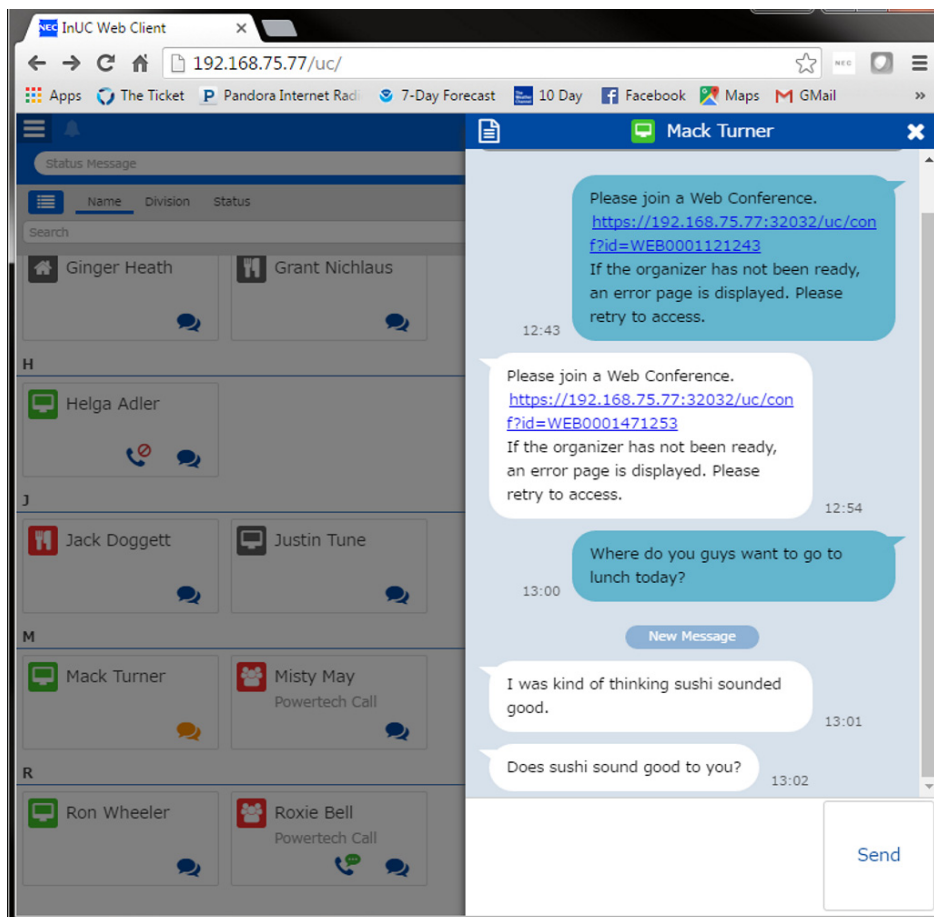 NEC InUC Web Client
192.168.75.77/uc/
NEC
Apps The Ticket P Pandora Internet Radi 7-Day Forecast 10 Day Facebook Maps GMail »
Mack Turner
Status Message
Name Division Status
Search
Ginger Heath Grant Nichlaus
H
Helga Adler
J
Jack Doggett Justin Tune
M
Mack Turner Misty May
Powertech Call
R
Ron Wheeler Roxie Bell
Powertech Call
Please join a Web Conference.
https://192.168.75.77:32032/uc/con
f?id=WEB0001121243
If the organizer has not been ready,
an error page is displayed. Please
retry to access.
12:43
Please join a Web Conference.
https://192.168.75.77:32032/uc/con
f?id=WEB0001471253
If the organizer has not been ready,
an error page is displayed. Please
retry to access.
12:54
Where do you guys want to go to
lunch today?
13:00
New Message
I was kind of thinking sushi sounded
good.
13:01
Does sushi sound good to you?
13:02
Send